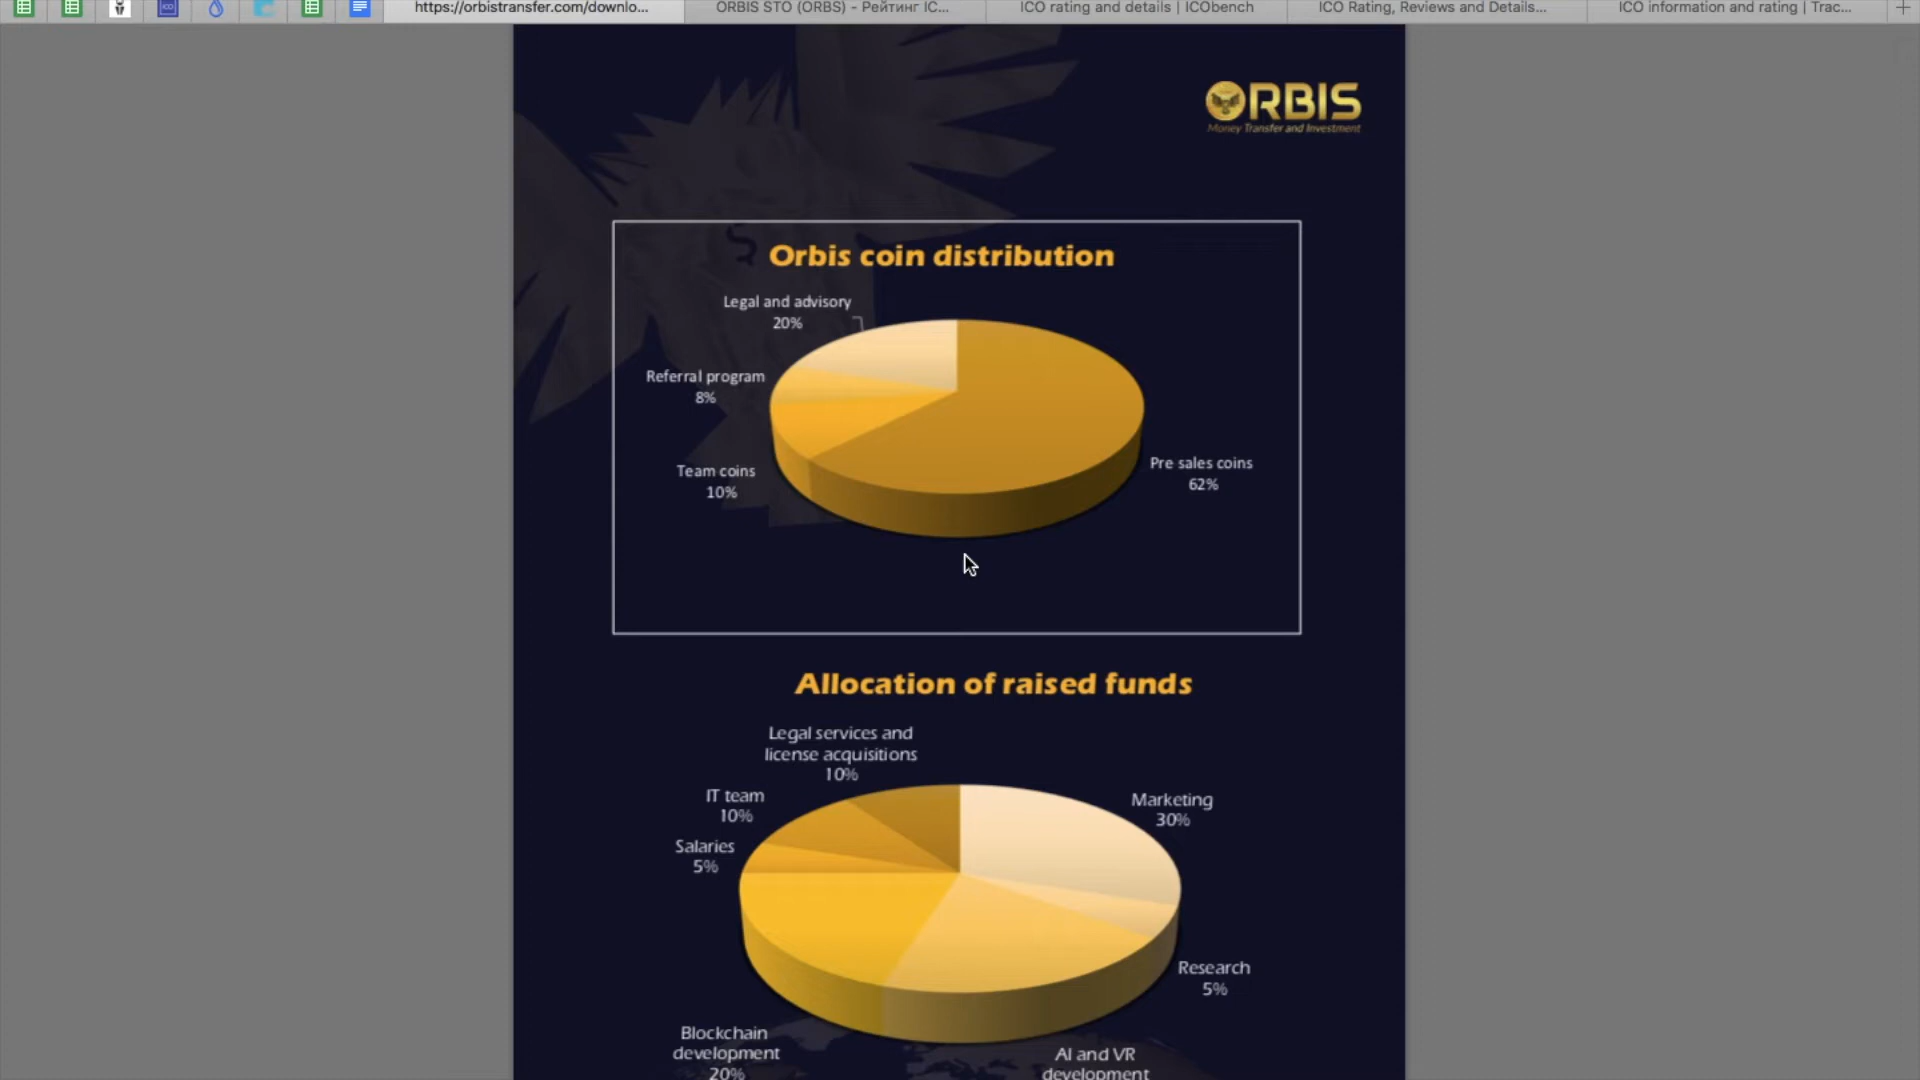 https://orbistransfer.com/downlo...
ORBIS STO (ORBS) – Рейтинг IC...
ICO rating and details | ICObench
ICO Rating, Reviews and Details...
ICO information and rating | Trac...
ORBIS
Money Transfer and Investment
Orbis coin distribution
Legal and advisory
20%
Referral program
8%
Team coins
10%
Pre sales coins
62%
Allocation of raised funds
Legal services and
license acquisitions
10%
IT team
10%
Salaries
5%
Marketing
30%
Research
5%
Blockchain
development
20%
AI and VR
development